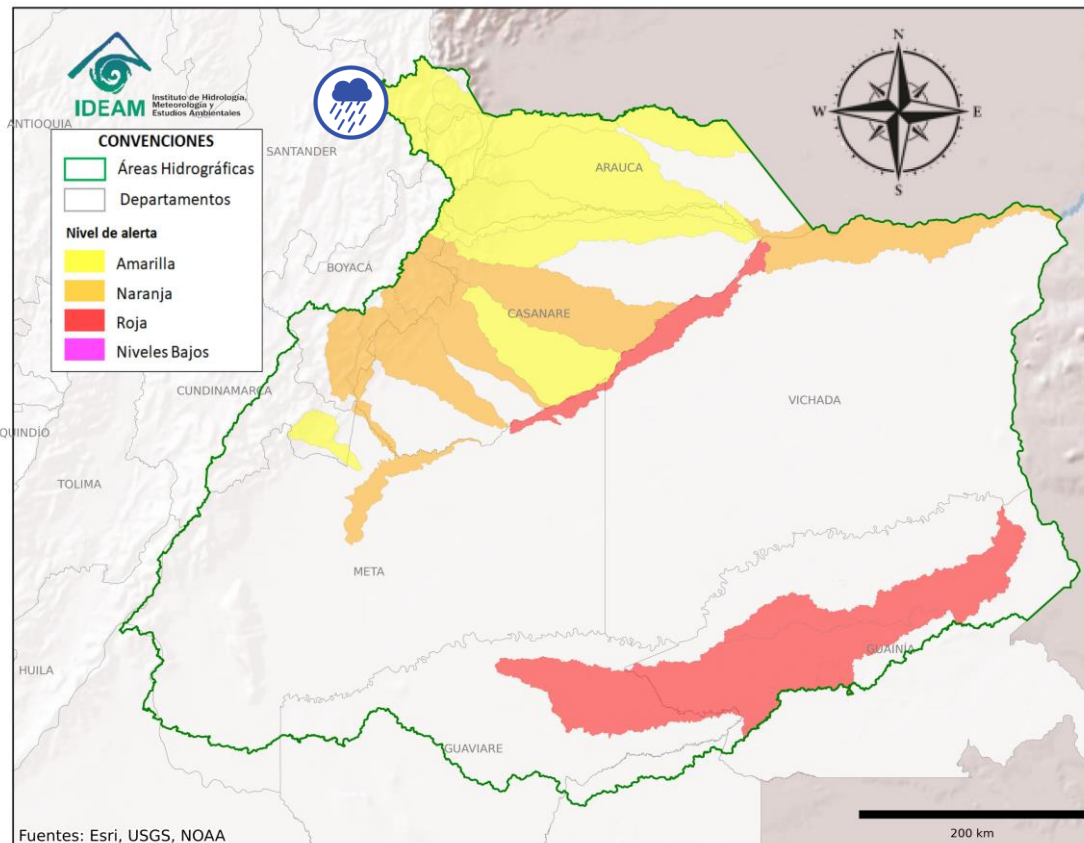 IDEAM
Instituto de Hidrología,
Meteorología y
Estudios Ambientales
CONVENCIONES
Áreas Hidrográficas
Departamentos
Nivel de alerta
Amarilla
Naranja
Roja
Niveles Bajos
N
W
E
S
ANTIOQUIA
SANTANDER
ARAUCA
BOYACÁ
CASANARE
CUNDINAMARCA
VICHADA
QUINDÍO
TOLIMA
META
HUILA
GUAINÍA
GUAVIARE
Fuentes: Esri, USGS, NOAA
200 km